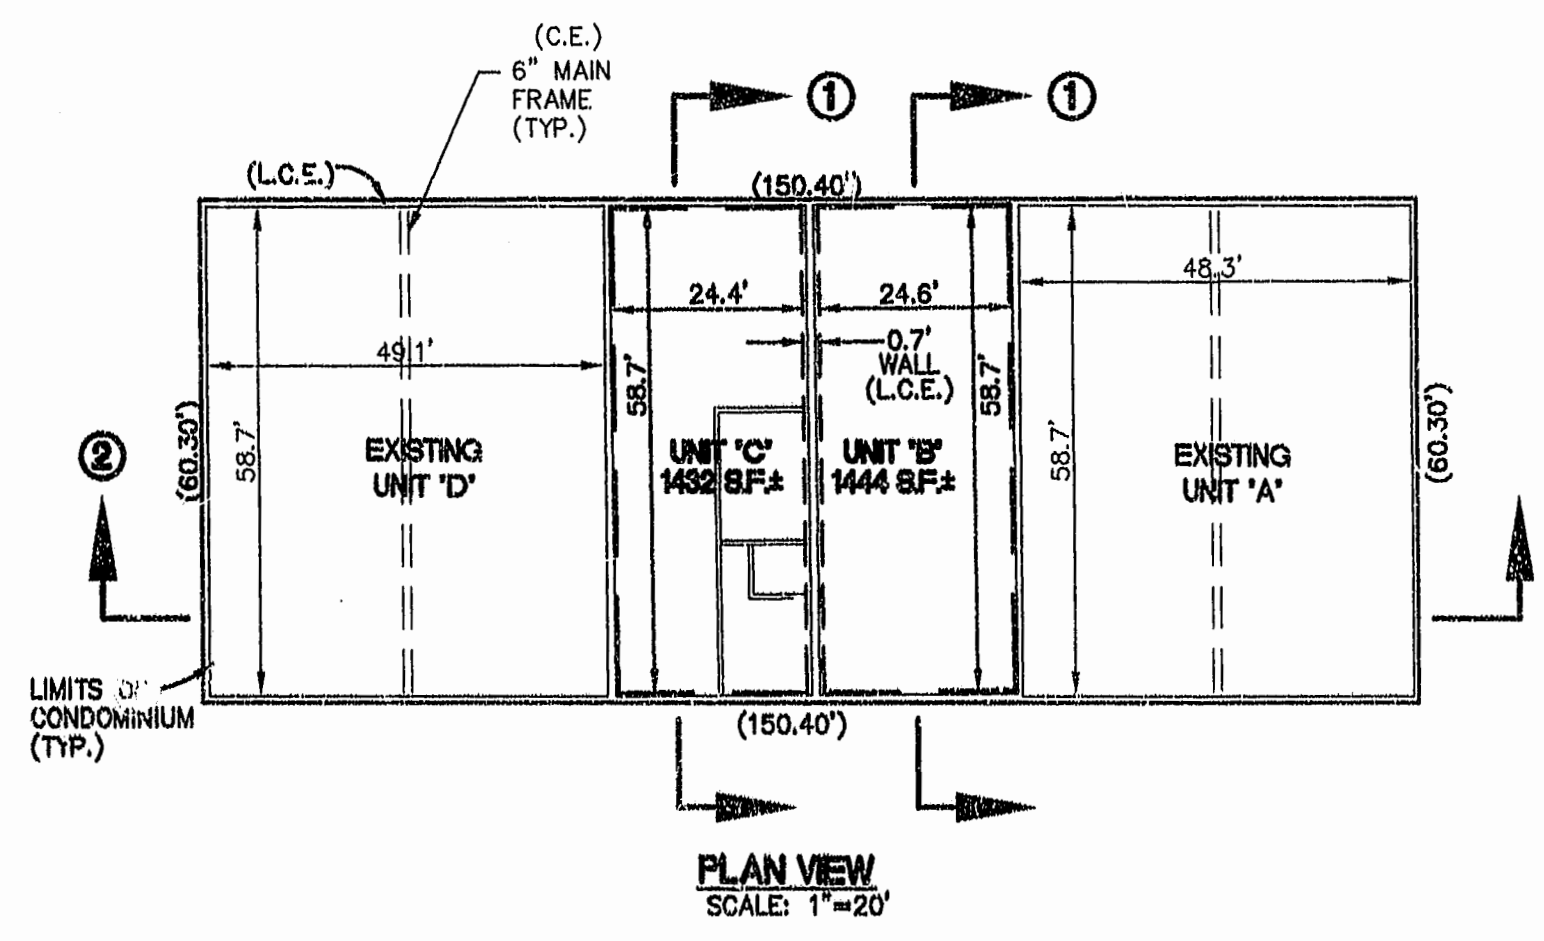 (C.E.)
6" MAIN
FRAME
(TYP.)
1
1
(L.C.E.)
(150.40')
48.3'
24.4'
24.6'
49.1'
0.7'
WALL
(L.C.E.)
58.7'
58.7'
58.7'
58.7'
(60.30')
(60.30')
2
EXISTING
UNIT "D"
UNIT "C"
1432 S.F.±
UNIT "B"
1444 S.F.±
EXISTING
UNIT "A"
LIMITS
CONDOMINIUM
(TYP.)
(150.40')
PLAN VIEW
SCALE: 1"=20'